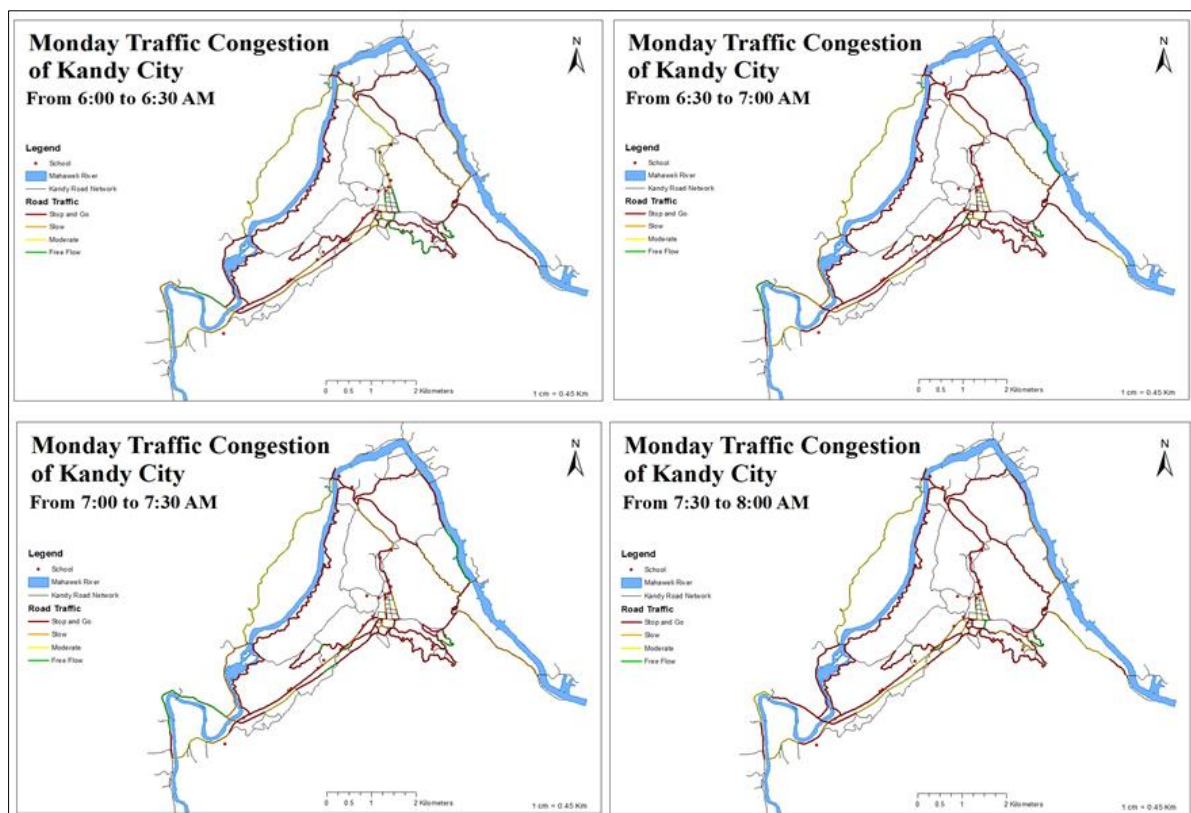 Monday Traffic Congestion
of Kandy City
From 6:00 to 6:30 AM
N
Legend
School
Mahaweli River
Kandy Road Network
Road Traffic
Stop and Go
Slow
Moderate
Free Flow
0 0.5 1 2 Kilometers
1 cm = 0.45 Km
Monday Traffic Congestion
of Kandy City
From 6:30 to 7:00 AM
N
Legend
School
Mahaweli River
Kandy Road Network
Road Traffic
Stop and Go
Slow
Moderate
Free Flow
0 0.5 1 2 Kilometers
1 cm = 0.45 Km
Monday Traffic Congestion
of Kandy City
From 7:00 to 7:30 AM
N
Legend
School
Mahaweli River
Kandy Road Network
Road Traffic
Stop and Go
Slow
Moderate
Free Flow
0 0.5 1 2 Kilometers
1 cm = 0.45 Km
Monday Traffic Congestion
of Kandy City
From 7:30 to 8:00 AM
N
Legend
School
Mahaweli River
Kandy Road Network
Road Traffic
Stop and Go
Slow
Moderate
Free Flow
0 0.5 1 2 Kilometers
1 cm = 0.45 Km